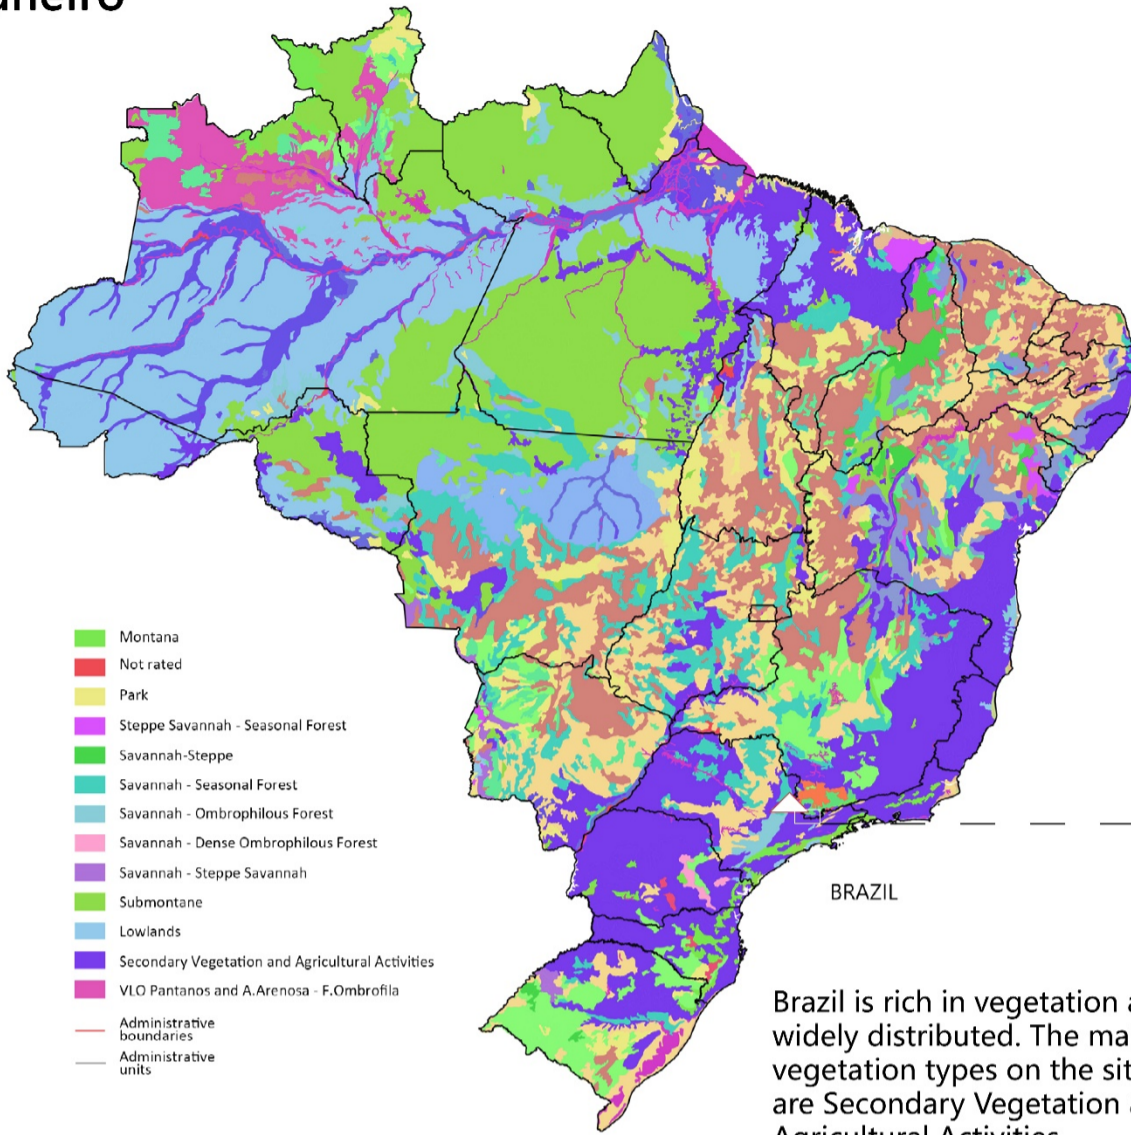 Montana
Not rated
Park
Steppe Savannah - Seasonal Forest
Savannah-Steppe
Savannah - Seasonal Forest
Savannah - Ombrophilous Forest
Savannah - Dense Ombrophilous Forest
Savannah - Steppe Savannah
Submontane
Lowlands
Secondary Vegetation and Agricultural Activities
VLO Pantanos and A.Arenosa - F.Ombrofila
Administrative
boundaries
Administrative
units
BRAZIL
Brazil is rich in vegetation
widely distributed. The
vegetation types on the
are Secondary Vegetation
Agricultural Activities